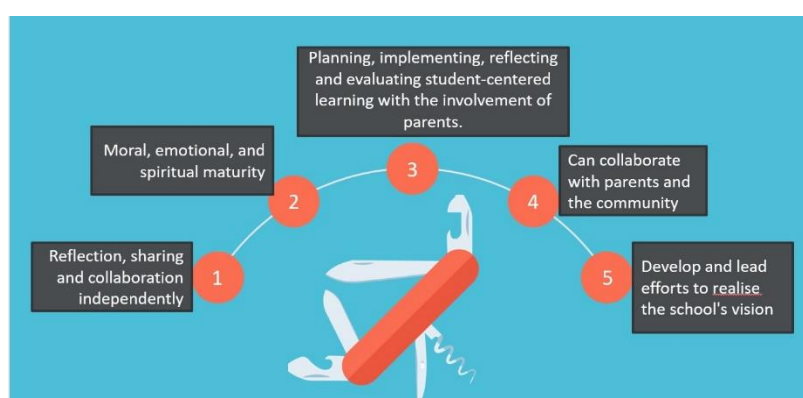 1
Reflection, sharing
and collaboration
independently
2
Moral, emotional, and
spiritual maturity
3
Planning, implementing, reflecting
and evaluating student-centered
learning with the involvement of
parents.
4
Can collaborate
with parents and
the community
5
Develop and lead
efforts to realise
the school's vision